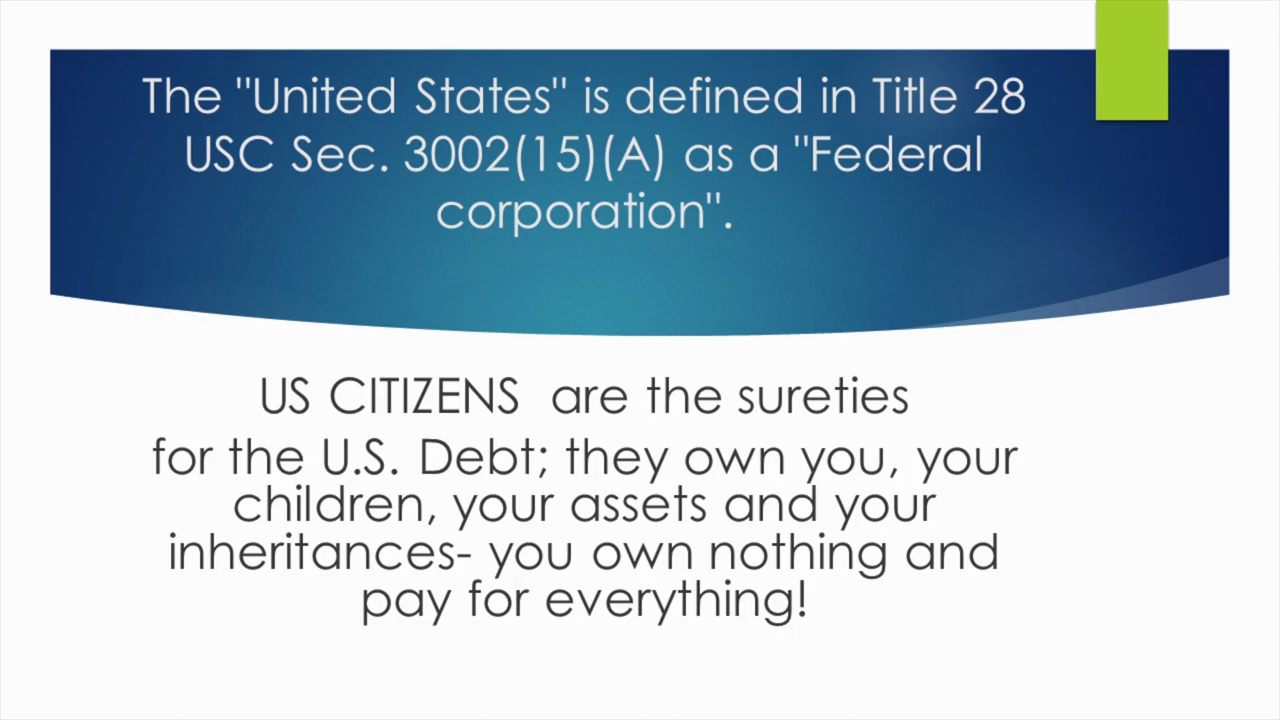 The "United States" is defined in Title 28
USC Sec. 3002(15)(A) as a "Federal
corporation".
US CITIZENS are the sureties
for the U.S. Debt; they own you, your
children, your assets and your
inheritances- you own nothing and
pay for everything!